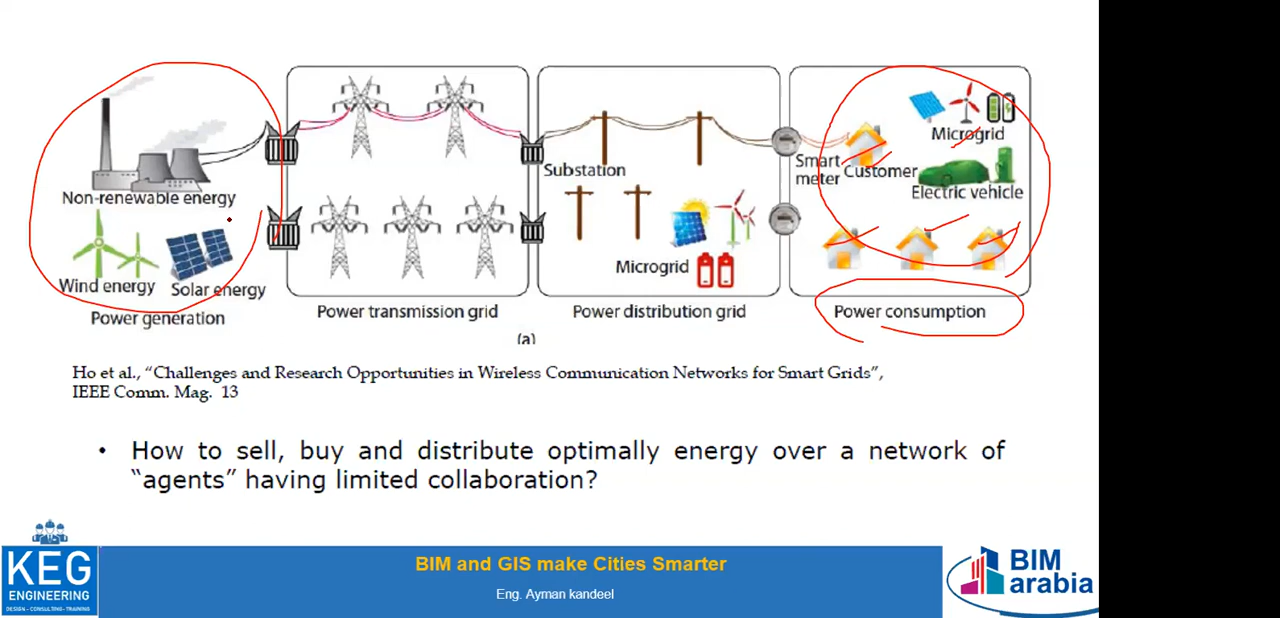 Non-renewable energy
Wind energy
Solar energy
Power generation
Power transmission grid
Substation
Microgrid
Power distribution grid
Smart
meter
Customer
Microgrid
Electric vehicle
Power consumption
(a)
Ho et al., “Challenges and Research Opportunities in Wireless Communication Networks for Smart Grids”,
IEEE Comm. Mag. 13
• How to sell, buy and distribute optimally energy over a network of
“agents” having limited collaboration?
KEG
ENGINEERING
DESIGN - CONSULTING - TRAINING
BIM and GIS make Cities Smarter
Eng. Ayman kandeel
BIM
arabia